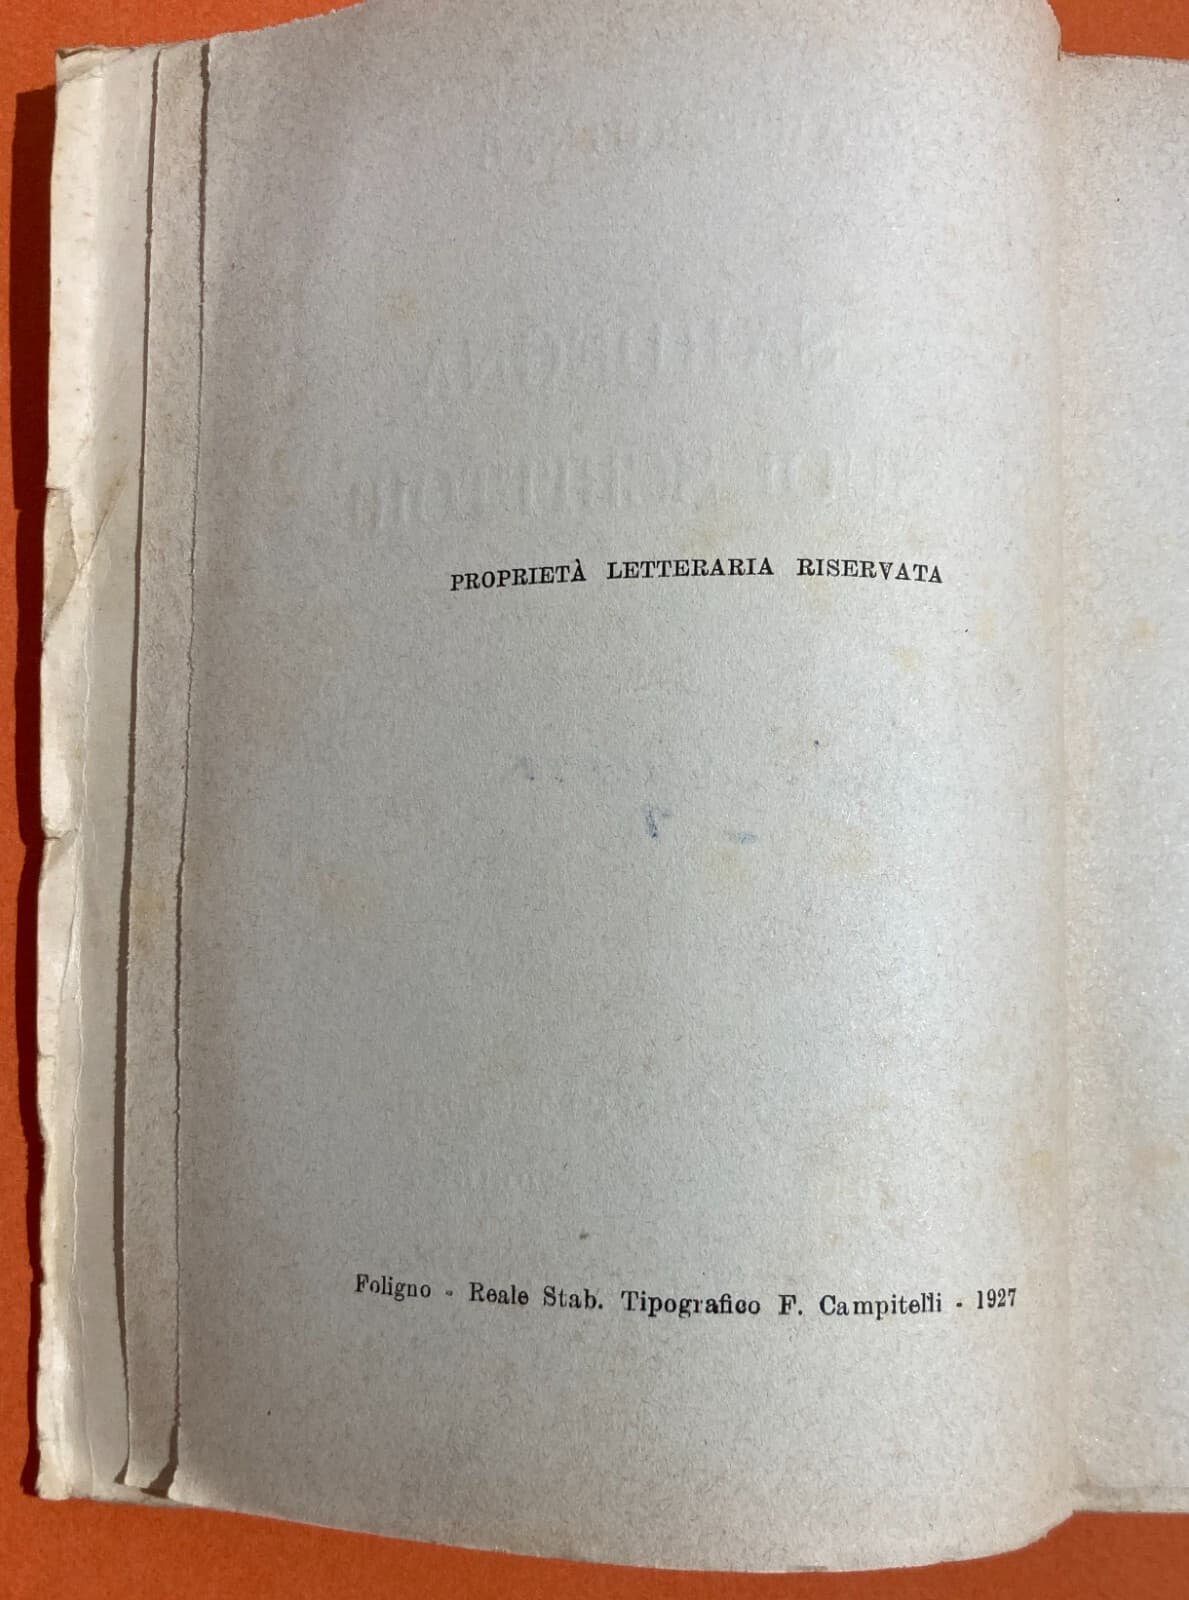 PROPRIETÀ LETTERARIA RISERVATA
Foligno - Reale Stab. Tipografico F. Campitelli - 1927